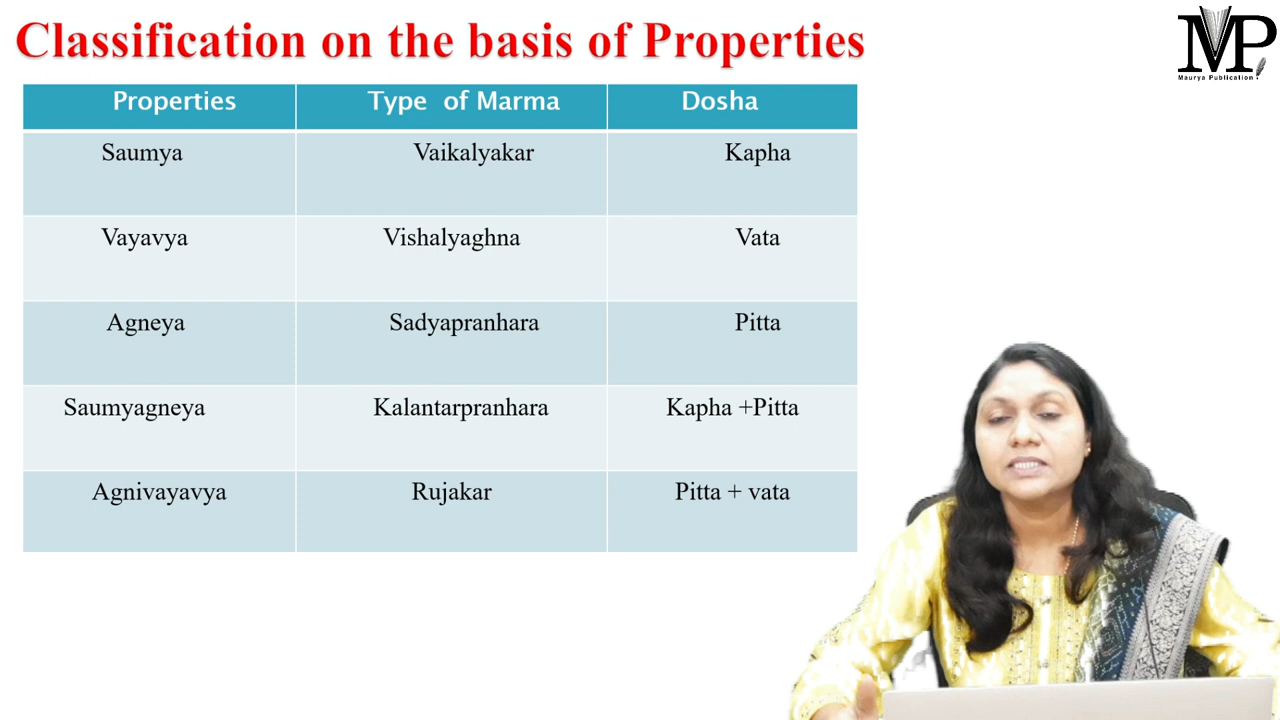 Classification on the basis of Properties
MP
Maurya Publication
Properties Type of Marma Dosha
Saumya Vaikalyakar Kapha
Vayavya Vishalyaghna Vata
Agneya Sadyapranhara Pitta
Saumyagneya Kalantarpranhara Kapha +Pitta
Agnivayavya Rujakar Pitta + vata